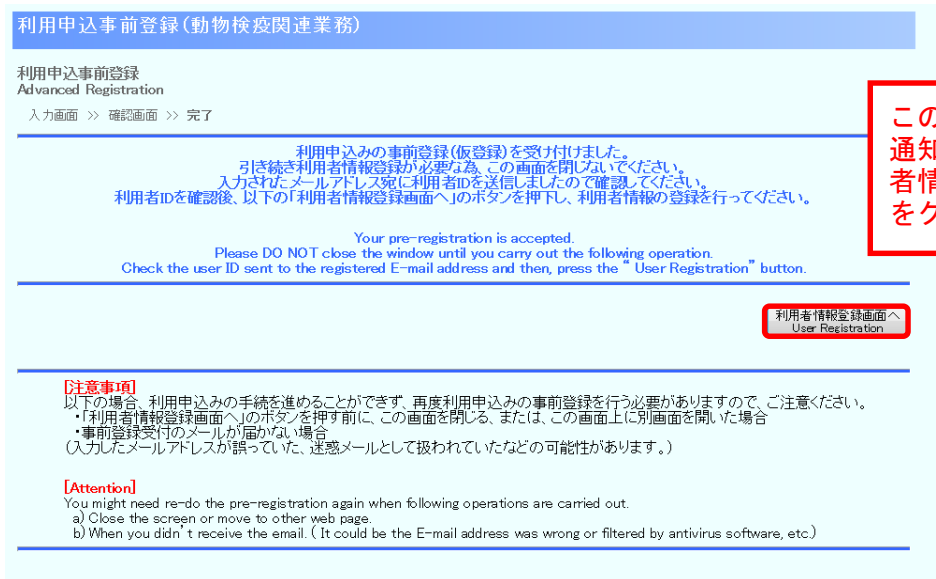 利用申込事前登録(動物検疫関連業務)
利用申込事前登録
Advanced Registration
入力画面 >> 確認画面 >> 完了
この
通知
者情
をク
利用申込みの事前登録(仮登録)を受け付けました。
引き続き利用者情報登録が必要な為、この画面を閉じないでください。
入力されたメールアドレス宛に利用者IDを送信しましたので確認してください。
利用者IDを確認後、以下の「利用者情報登録画面へ」のボタンを押下し、利用者情報の登録を行ってください。
Your pre-registration is accepted.
Please DO NOT close the window until you carry out the following operation.
Check the user ID sent to the registered E-mail address and then, press the “ User Registration” button.
利用者情報登録画面へ
User Registration
[注意事項]
以下の場合、利用申込みの手続を進めることができず、再度利用申込みの事前登録を行う必要がありますので、ご注意ください。
・「利用者情報登録画面へ」のボタンを押す前に、この画面を閉じる、または、この画面上に別画面を開いた場合
・事前登録受付のメールが届かない場合
(入力したメールアドレスが誤っていた、迷惑メールとして扱われていたなどの可能性があります。)
[Attention]
You might need re-do the pre-registration again when following operations are carried out.
a) Close the screen or move to other web page.
b) When you didn’t receive the email. ( It could be the E-mail address was wrong or filtered by antivirus software, etc.)